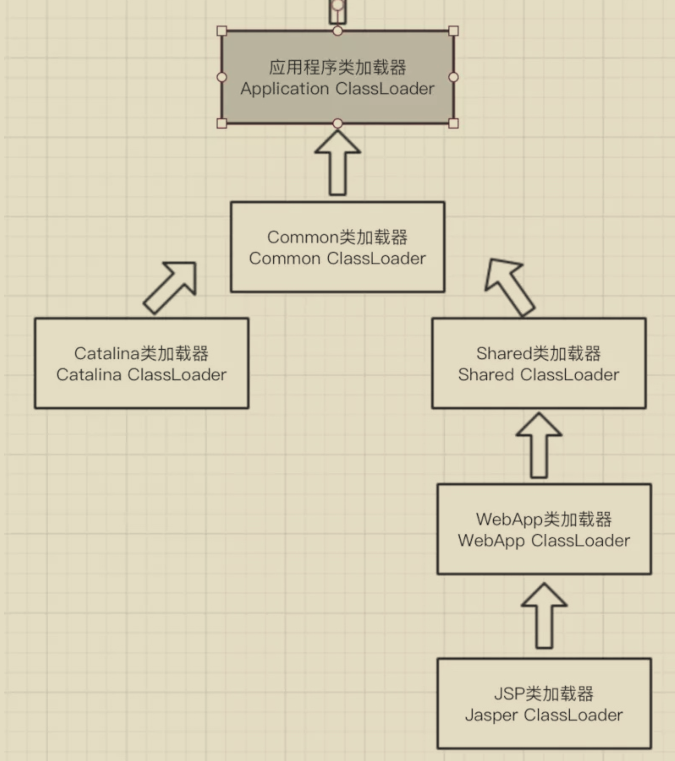 应用程序类加载器
Application ClassLoader
Common类加载器
Common ClassLoader
Catalina类加载器
Catalina ClassLoader
Shared类加载器
Shared ClassLoader
WebApp类加载器
WebApp ClassLoader
JSP类加载器
Jasper ClassLoader